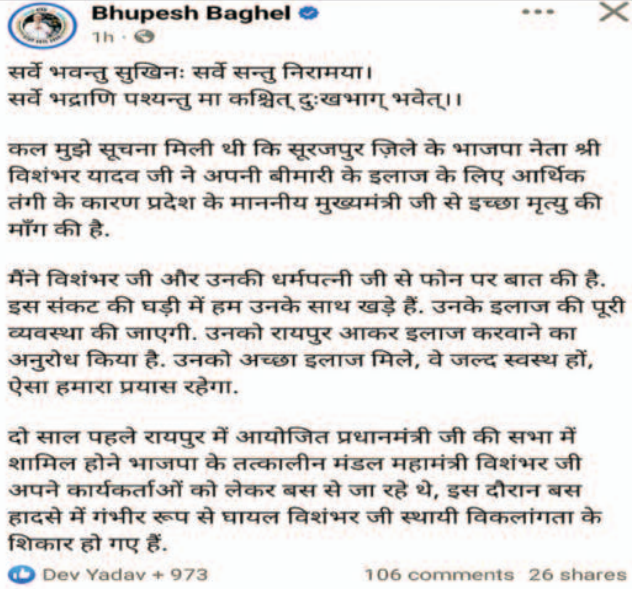 Bhupesh Baghel
1h
सर्वे भवन्तु सुखिनः सर्वे सन्तु निरामया।
सर्वे भद्राणि पश्यन्तु मा कश्चित् दुःखभाग् भवेत्।।
कल मुझे सूचना मिली थी कि सूरजपुर ज़िले के भाजपा नेता श्री
विशंभर यादव जी ने अपनी बीमारी के इलाज के लिए आर्थिक
तंगी के कारण प्रदेश के माननीय मुख्यमंत्री जी से इच्छा मृत्यु की
माँग की है.
मैंने विशंभर जी और उनकी धर्मपत्नी जी से फोन पर बात की है.
इस संकट की घड़ी में हम उनके साथ खड़े हैं. उनके इलाज की पूरी
व्यवस्था की जाएगी. उनको रायपुर आकर इलाज करवाने का
अनुरोध किया है. उनको अच्छा इलाज मिले, वे जल्द स्वस्थ हों,
ऐसा हमारा प्रयास रहेगा.
दो साल पहले रायपुर में आयोजित प्रधानमंत्री जी की सभा में
शामिल होने भाजपा के तत्कालीन मंडल महामंत्री विशंभर जी
अपने कार्यकर्ताओं को लेकर बस से जा रहे थे, इस दौरान बस
हादसे में गंभीर रूप से घायल विशंभर जी स्थायी विकलांगता के
शिकार हो गए हैं.
Dev Yadav + 973
106 comments 26 shares